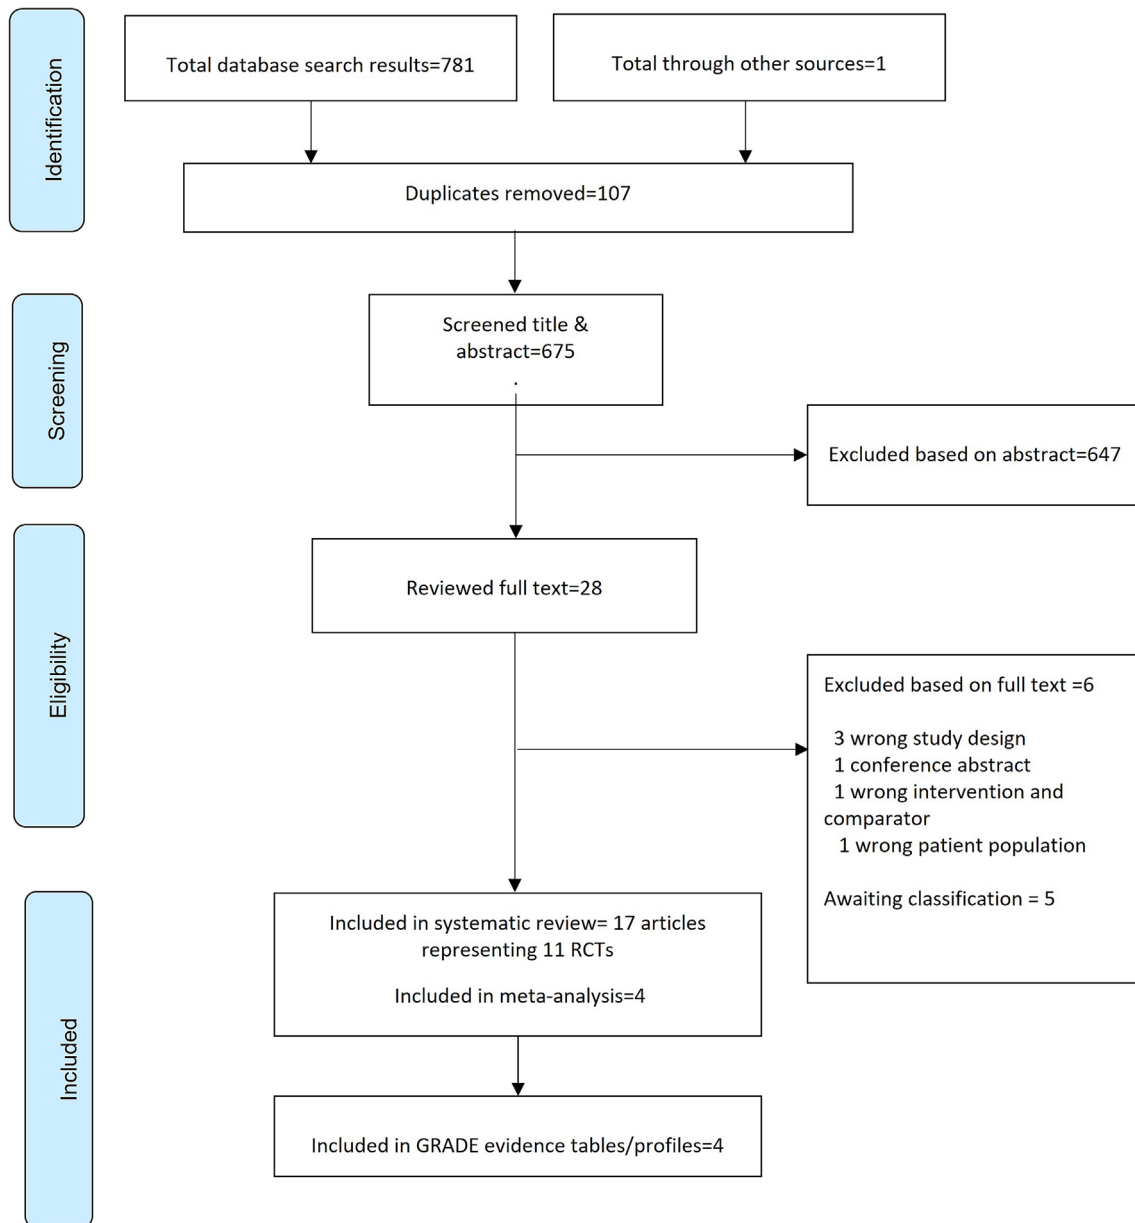 Identification
Total database search results=781
Total through other sources=1
Duplicates removed=107
Screening
Screened title &
abstract=675
.
Excluded based on abstract=647
Eligibility
Reviewed full text=28
Excluded based on full text =6
3 wrong study design
1 conference abstract
1 wrong intervention and
comparator
1 wrong patient population
Awaiting classification = 5
Included
Included in systematic review= 17 articles
representing 11 RCTs
Included in meta-analysis=4
Included in GRADE evidence tables/profiles=4